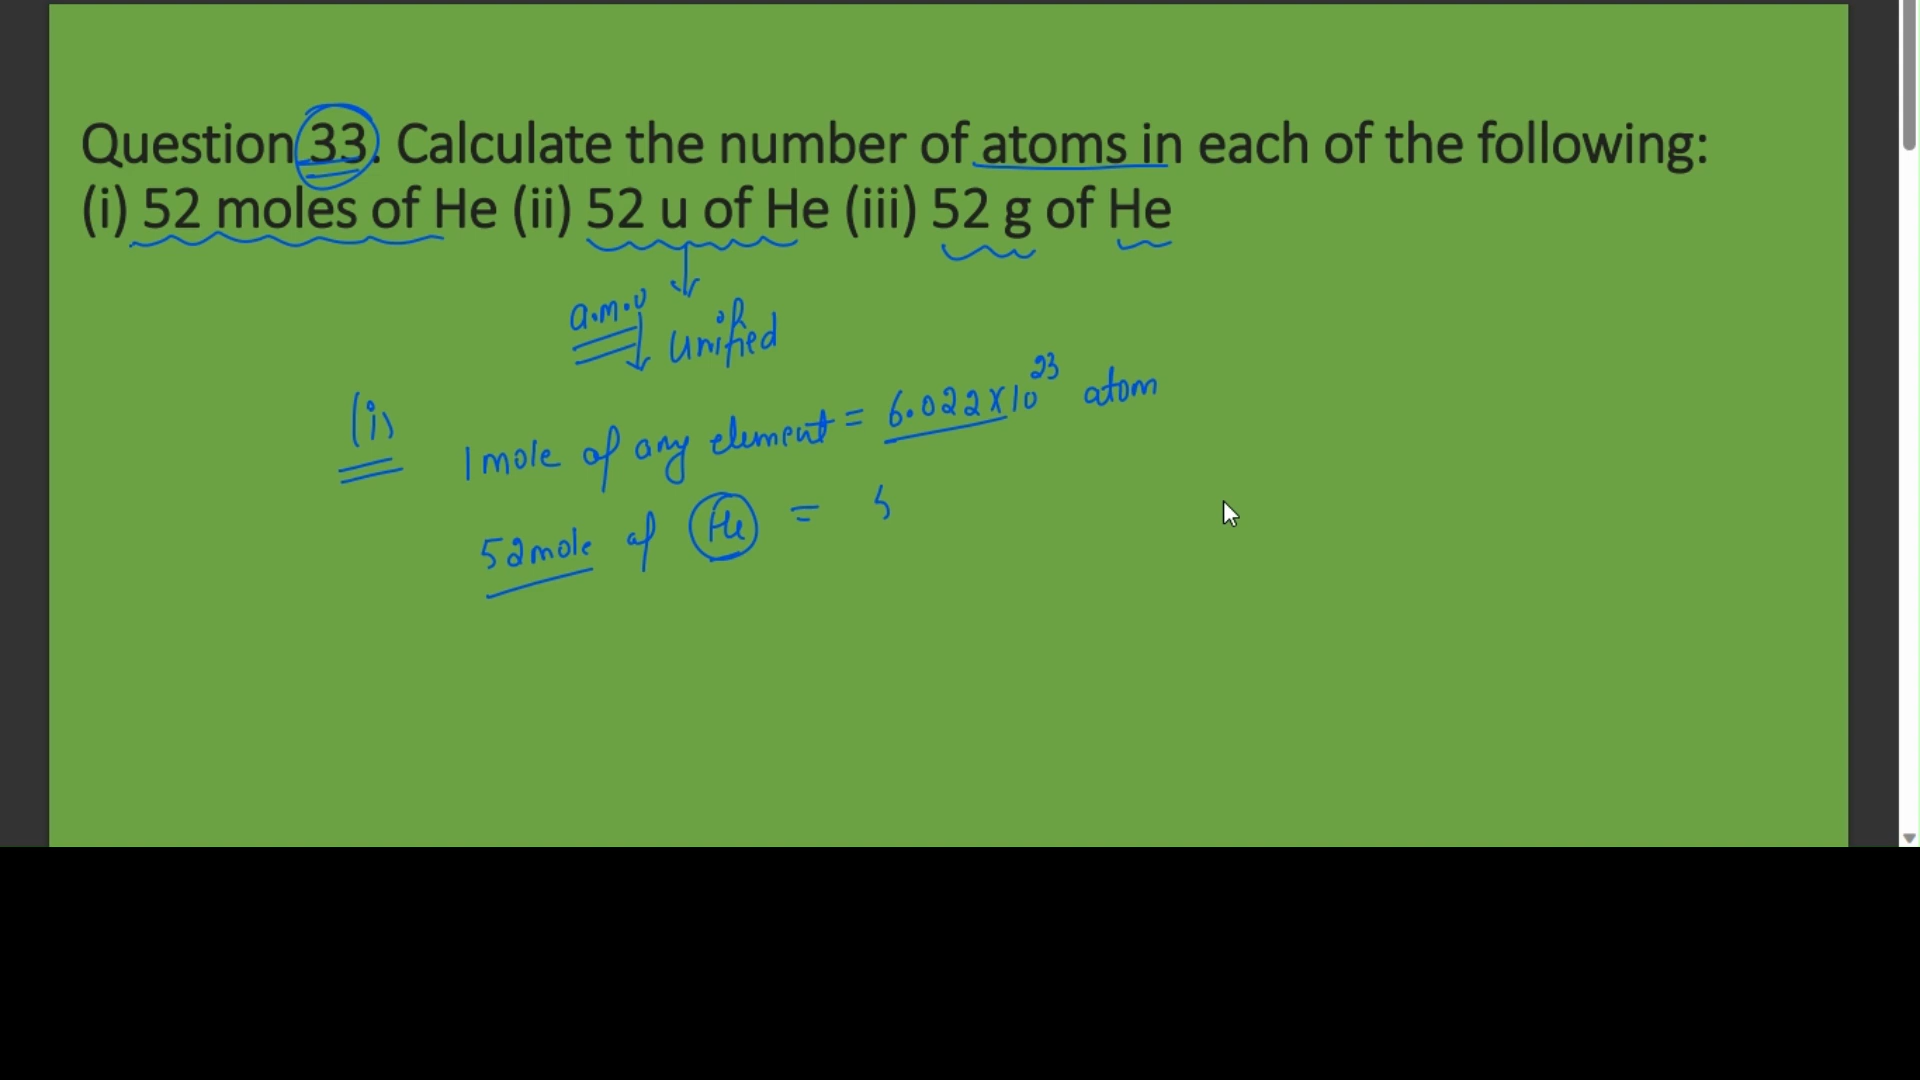 Question 33. Calculate the number of atoms in each of the following:
(i) 52 moles of He (ii) 52 u of He (iii) 52 g of He
a.m.u
unified
(i)
1 mole of any element = 6.022 x 10²³ atom
52 mole of He = 5